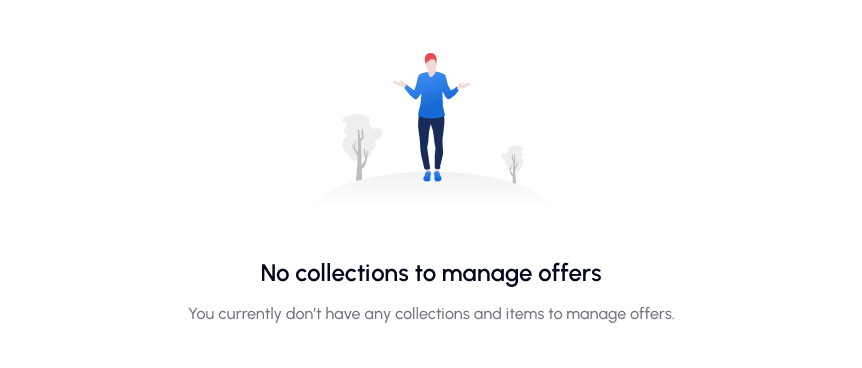 No collections to manage offers
You currently don't have any collections and items to manage offers.